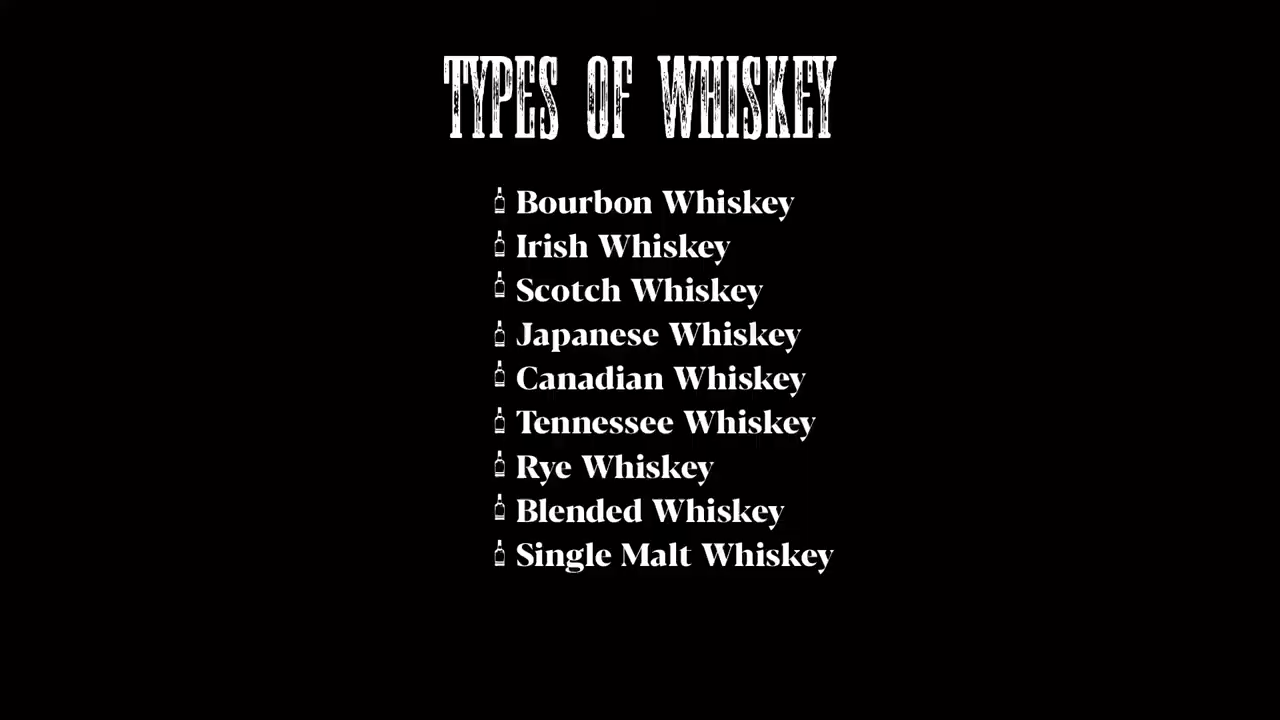 TYPES OF WHISKEY
Bourbon Whiskey
Irish Whiskey
Scotch Whiskey
Japanese Whiskey
Canadian Whiskey
Tennessee Whiskey
Rye Whiskey
Blended Whiskey
Single Malt Whiskey